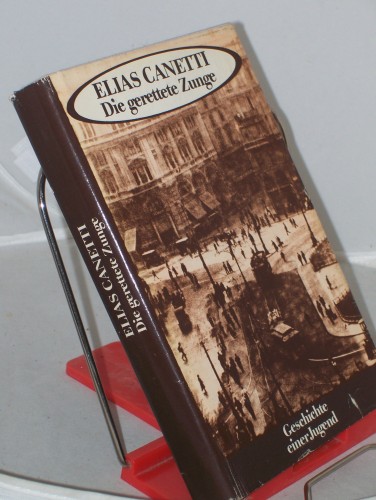 ELIAS CANETTI
Die gerettete Zunge
ELIAS CANETTI
Die gerettete Zunge
Geschichte
einer Jugend